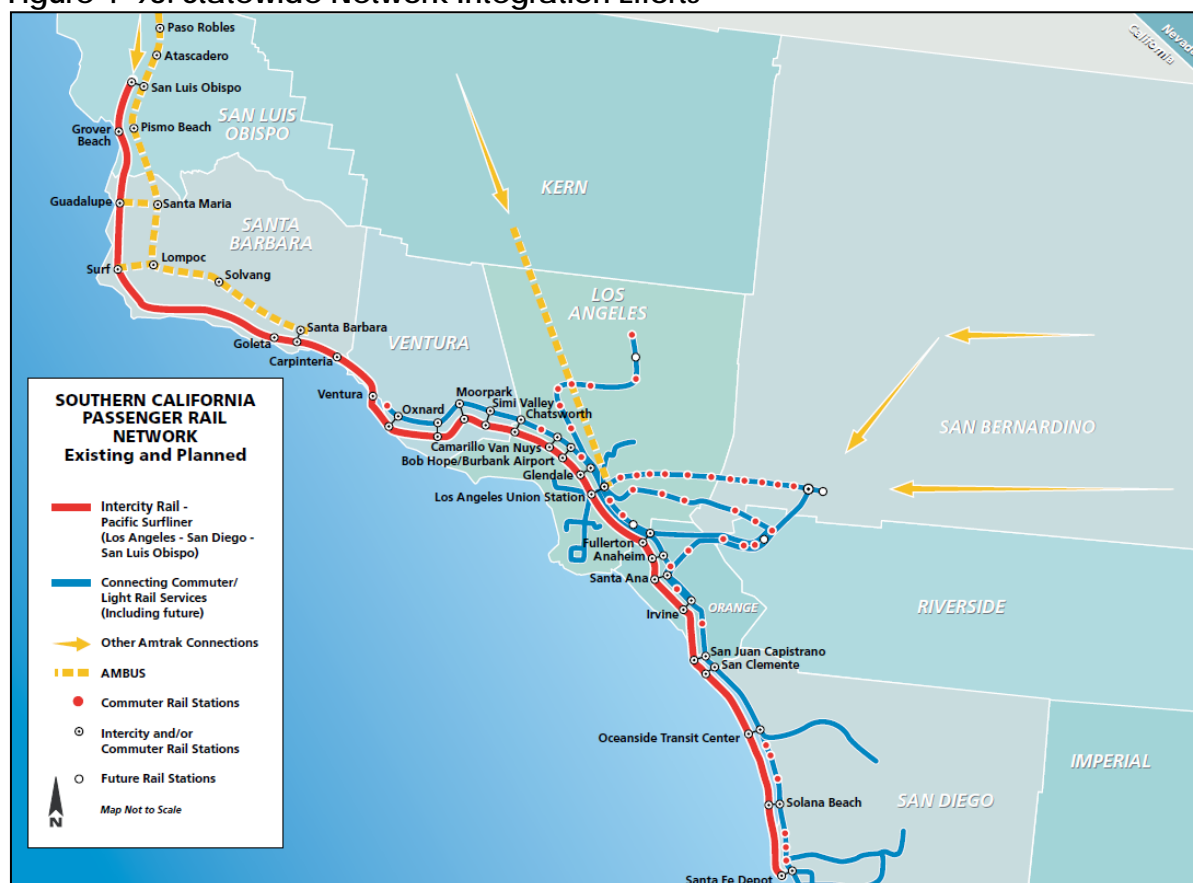 Paso Robles
Atascadero
San Luis Obispo
SAN LUIS
OBISPO
Grover
Beach
Pismo Beach
Guadalupe
Santa Maria
SANTA
BARBARA
Lompoc
Surf
Solvang
Santa Barbara
Goleta
Carpinteria
KERN
Nevada
California
LOS
ANGELES
VENTURA
Ventura
Oxnard
Moorpark
Simi Valley
Chatsworth
Camarillo
Van Nuys
Bob Hope/Burbank Airport
Glendale
Los Angeles Union Station
SAN BERNARDINO
Fullerton
Anaheim
Santa Ana
ORANGE
Irvine
RIVERSIDE
San Juan Capistrano
San Clemente
Oceanside Transit Center
IMPERIAL
Solana Beach
SAN DIEGO
Santa Fe Depot
SOUTHERN CALIFORNIA
PASSENGER RAIL
NETWORK
Existing and Planned
Intercity Rail -
Pacific Surfliner
(Los Angeles - San Diego -
San Luis Obispo)
Connecting Commuter/
Light Rail Services
(Including future)
Other Amtrak Connections
AMBUS
Commuter Rail Stations
Intercity and/or
Commuter Rail Stations
Future Rail Stations
Map Not to Scale
N